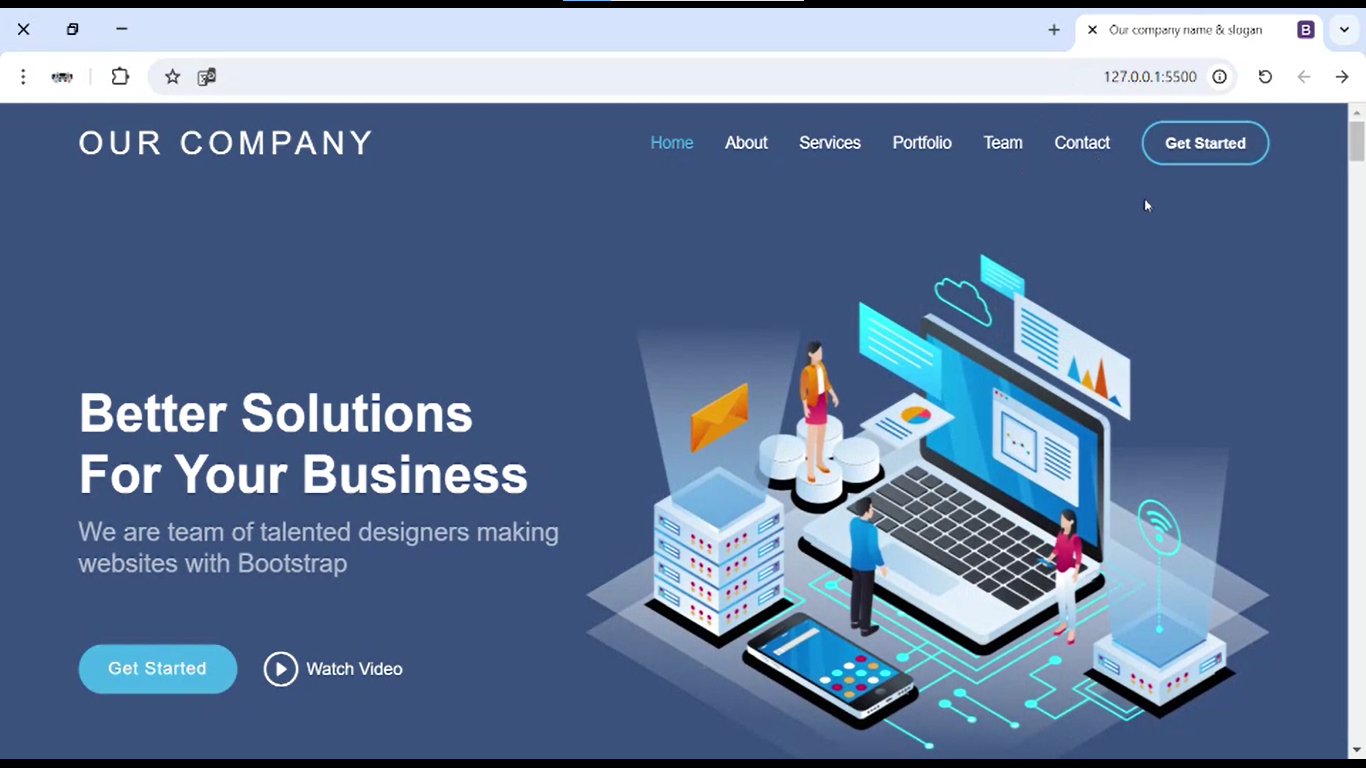 Our company name & slogan
B
127.0.0.1:5500
OUR COMPANY
Home About Services Portfolio Team Contact Get Started
Better Solutions
For Your Business
We are team of talented designers making
websites with Bootstrap
Get Started Watch Video